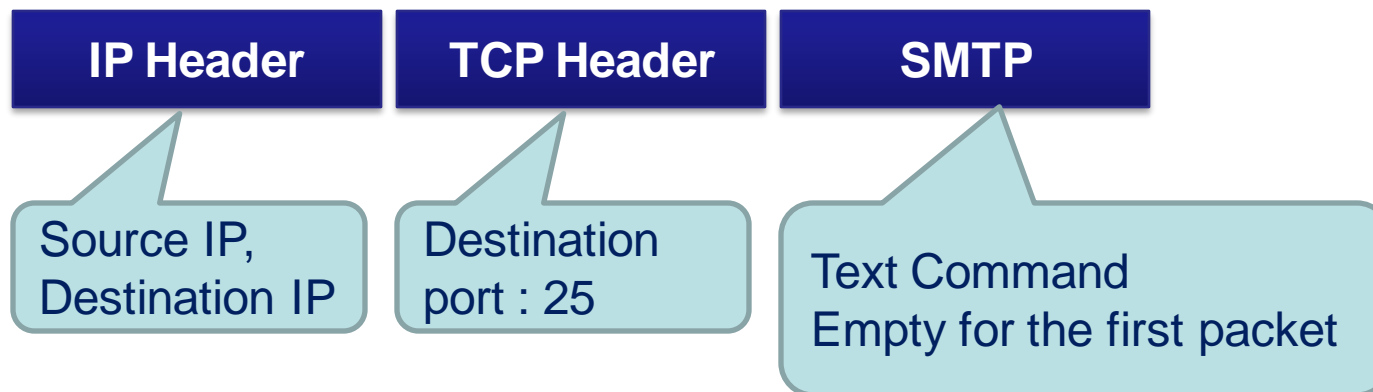 IP Header
TCP Header
SMTP
Source IP,
Destination IP
Destination
port : 25
Text Command
Empty for the first packet